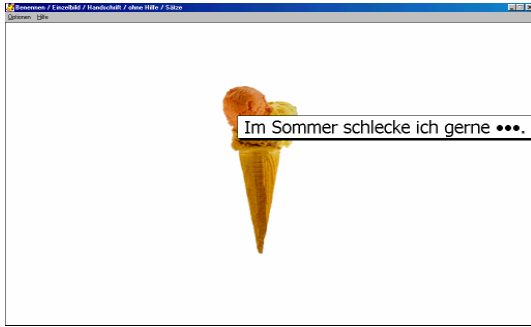 Benennen / Einzelbild / Handschrift / ohne Hilfe / Sätze
Optionen Hilfe
Im Sommer schlecke ich gerne •••.